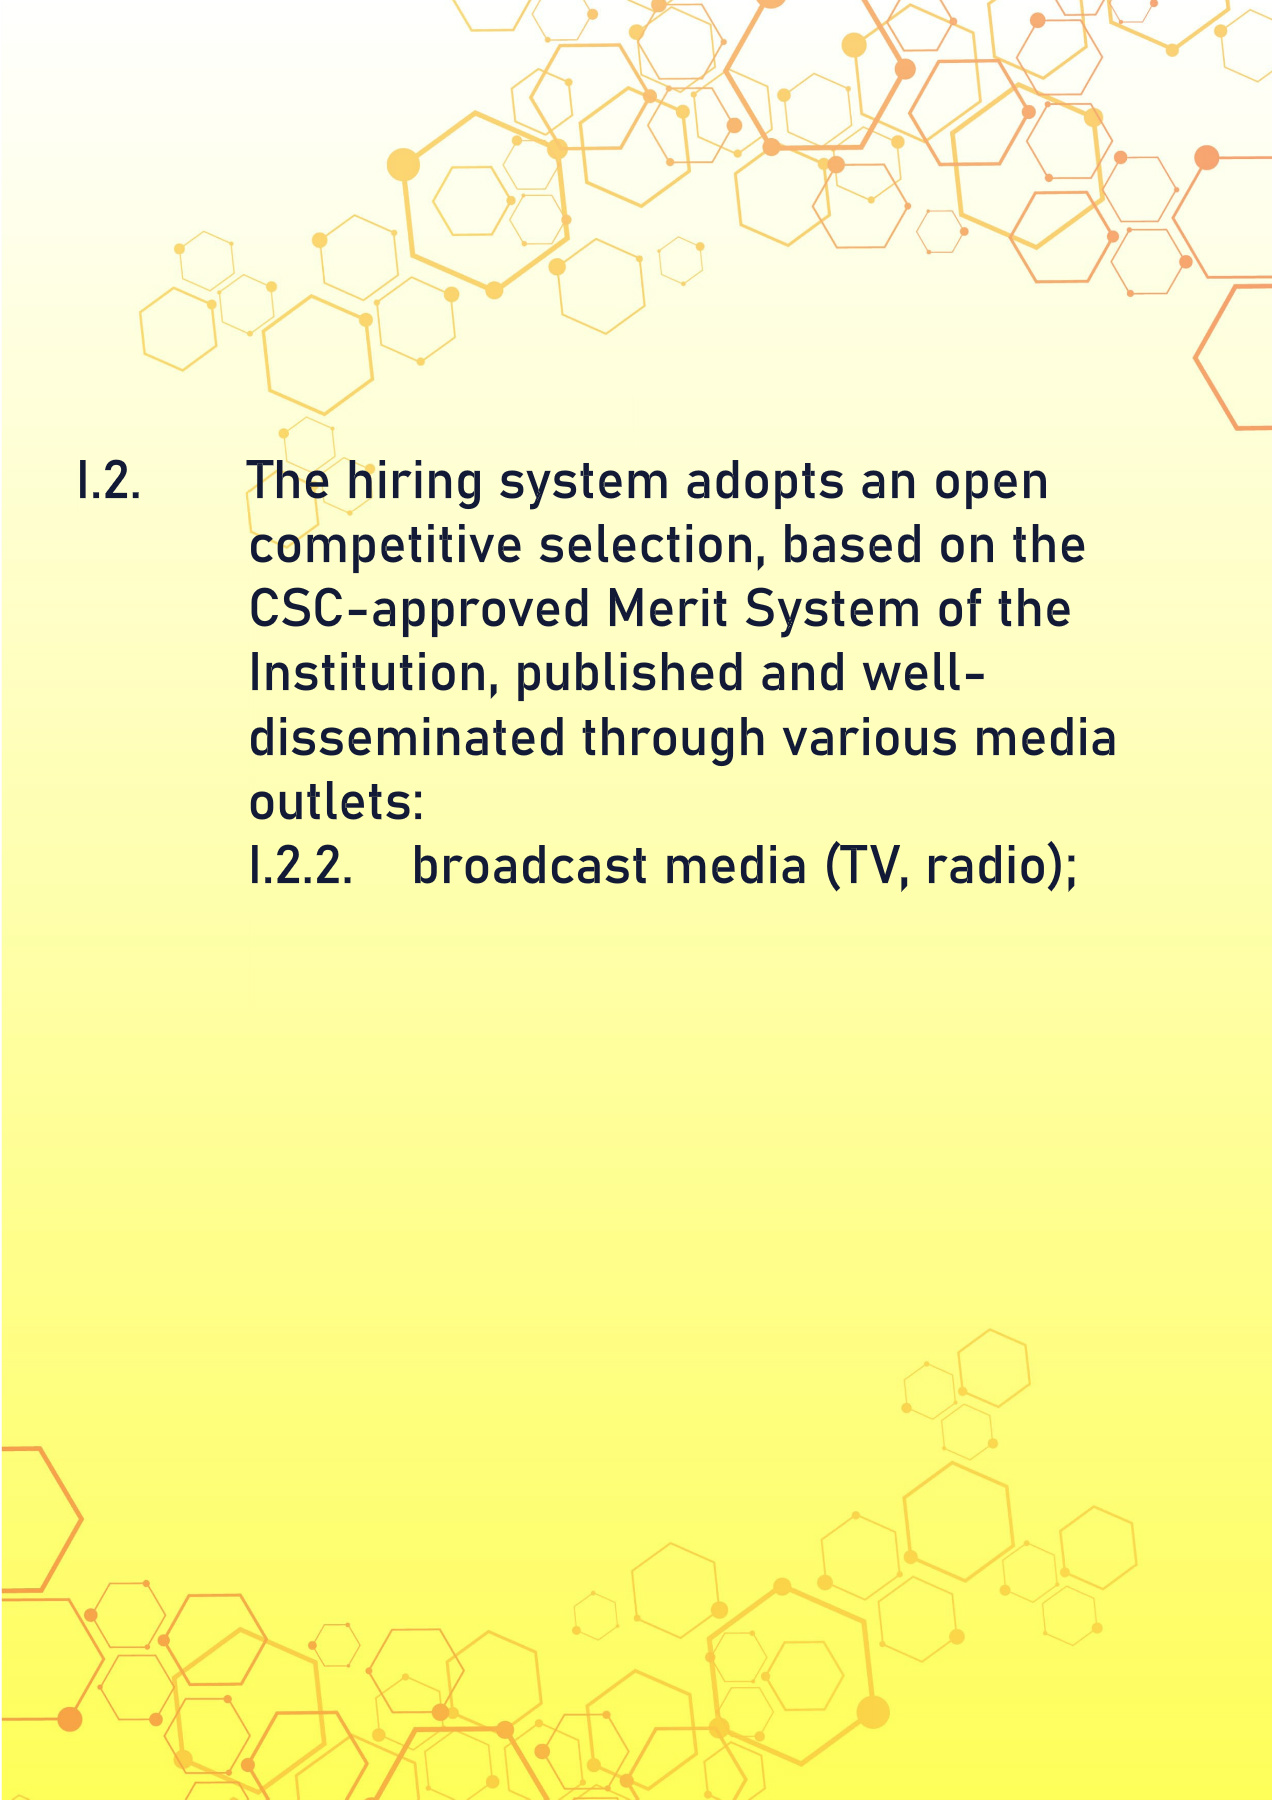 I.2. The hiring system adopts an open
competitive selection, based on the
CSC-approved Merit System of the
Institution, published and well-
disseminated through various media
outlets:
I.2.2. broadcast media (TV, radio);